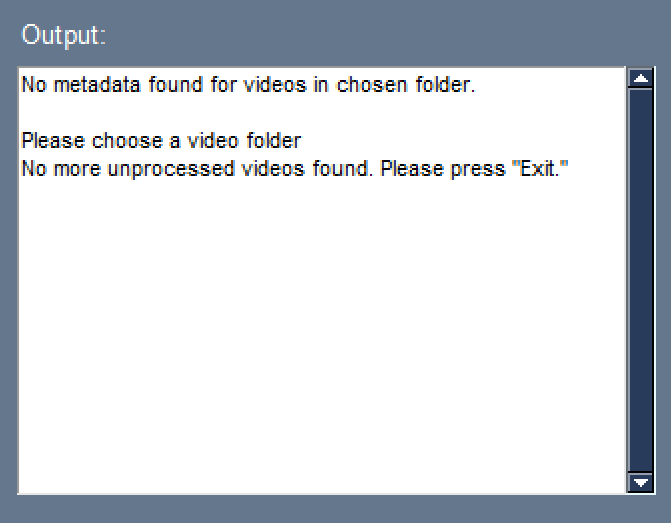 Output:
No metadata found for videos in chosen folder.
Please choose a video folder
No more unprocessed videos found. Please press "Exit."